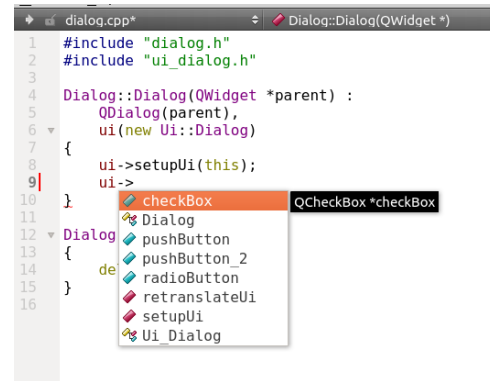 dialog.cpp* Dialog::Dialog(QWidget *)
1 #include "dialog.h"
2 #include "ui_dialog.h"
3
4 Dialog::Dialog(QWidget *parent) :
5 QDialog(parent),
6 ui(new Ui::Dialog)
7 {
8 ui->setupUi(this);
9 ui->
10 }
checkBox QCheckBox *checkBox
Dialog
pushButton
pushButton_2
radioButton
retranslateUi
setupUi
Ui_Dialog
11
12 Dialog
13 {
14 de
15 }
16